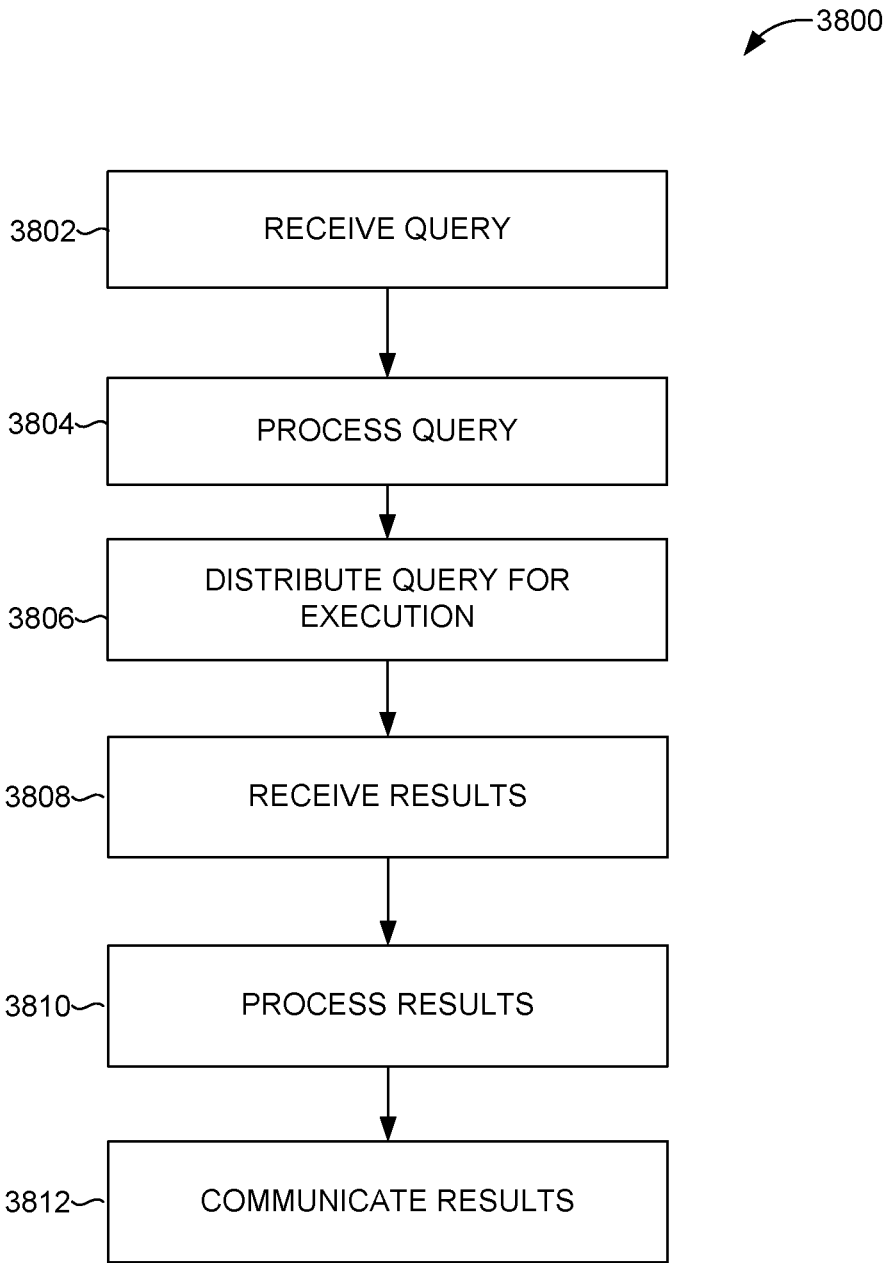 3800
3802
RECEIVE QUERY
3804
PROCESS QUERY
3806
DISTRIBUTE QUERY FOR
EXECUTION
3808
RECEIVE RESULTS
3810
PROCESS RESULTS
3812
COMMUNICATE RESULTS